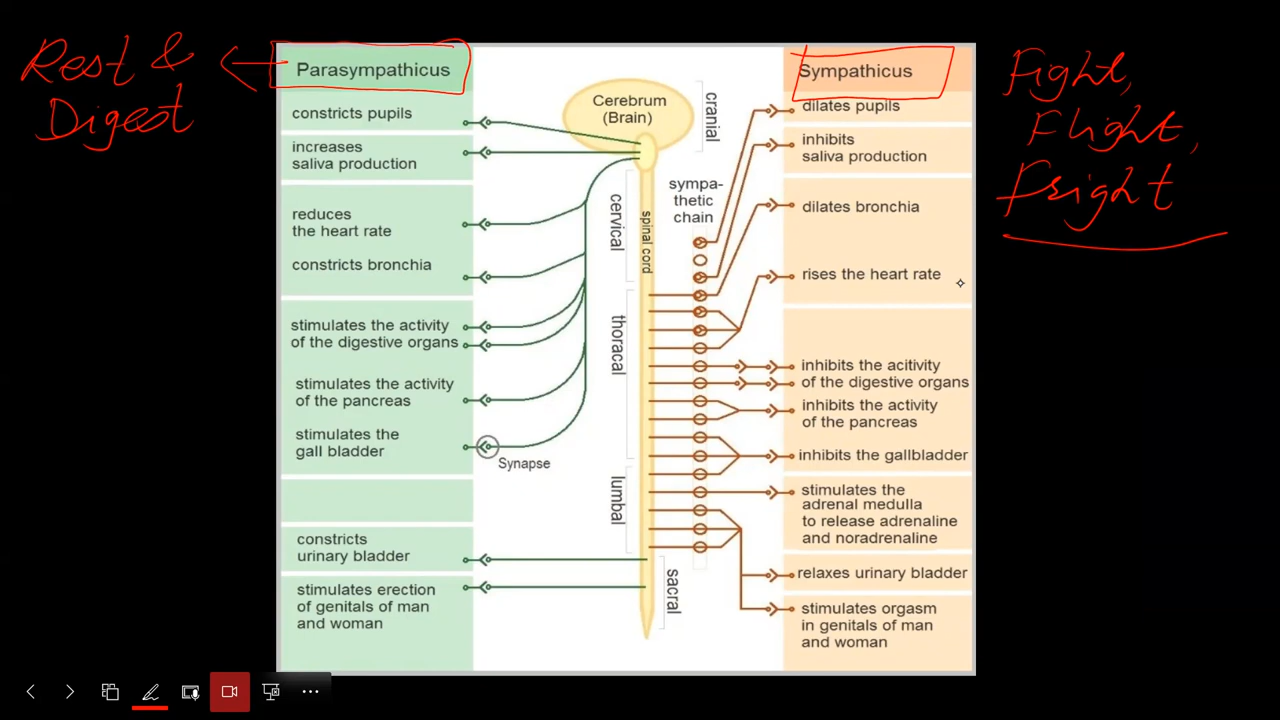 Rest &
Digest
Parasympathicus
constricts pupils
increases
saliva production
reduces
the heart rate
constricts bronchia
stimulates the activity
of the digestive organs
stimulates the activity
of the pancreas
stimulates the
gall bladder
constricts
urinary bladder
stimulates erection
of genitals of man
and woman
Cerebrum
(Brain)
cranial
cervical
spinal cord
sympa-
thetic
chain
thoracal
Synapse
lumbal
sacral
Sympathicus
dilates pupils
inhibits
saliva production
dilates bronchia
rises the heart rate
inhibits the acitivity
of the digestive organs
inhibits the activity
of the pancreas
inhibits the gallbladder
stimulates the
adrenal medulla
to release adrenaline
and noradrenaline
relaxes urinary bladder
stimulates orgasm
in genitals of man
and woman
Fight,
Flight,
Fright